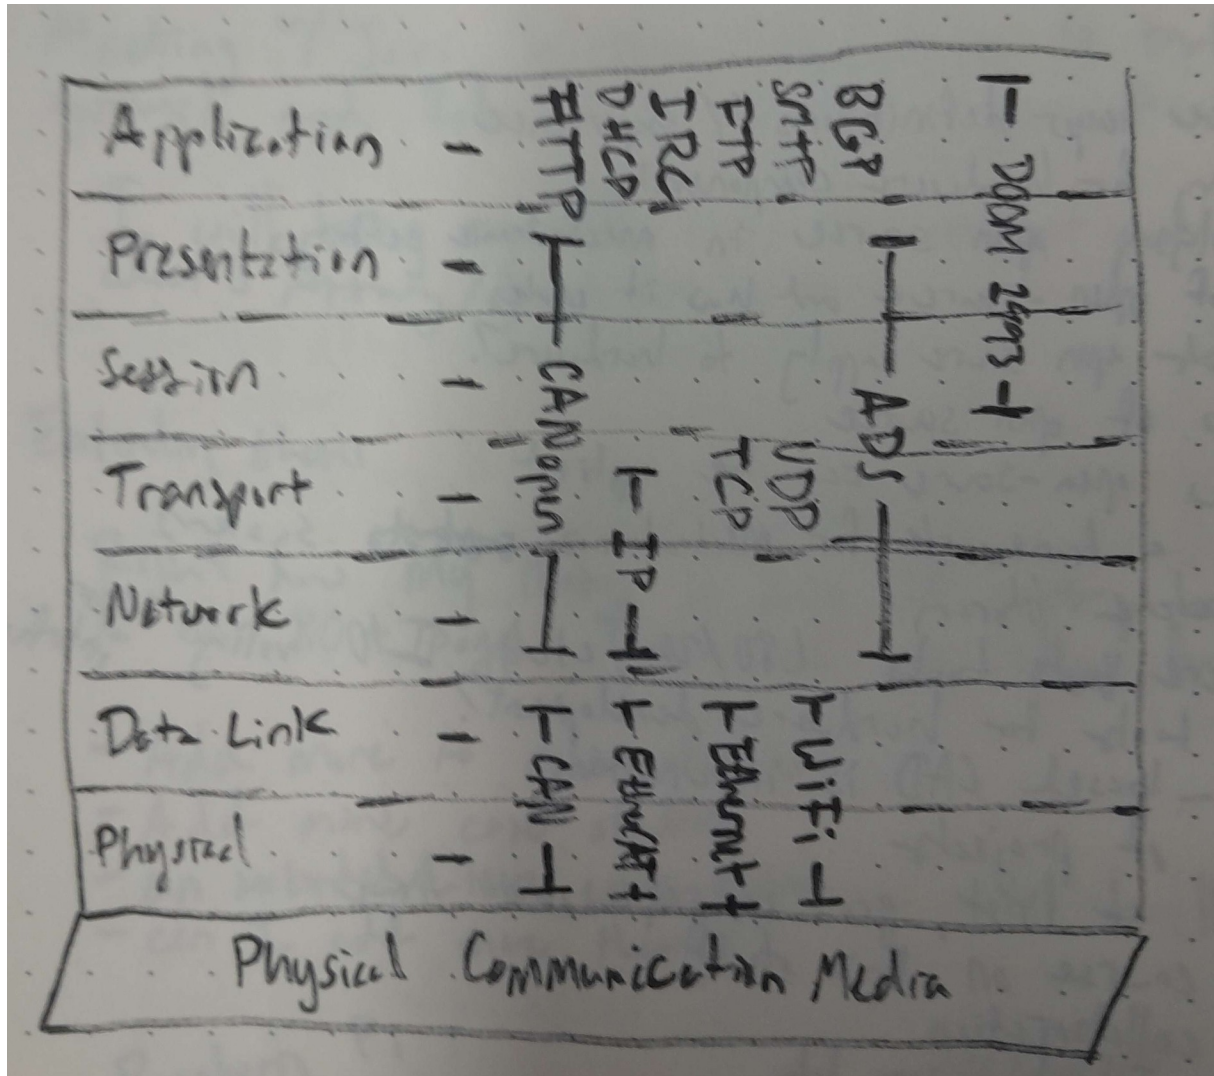 Application - HTTP DHCP IRC FTP SMTP BGP
DOOM 1993
Presentation -
Session -
CANopen
ADS
Transport - TCP UDP
IP
Network -
Data Link -
CAN EtherCAT Ethernet WiFi
Physical -
Physical Communication Media